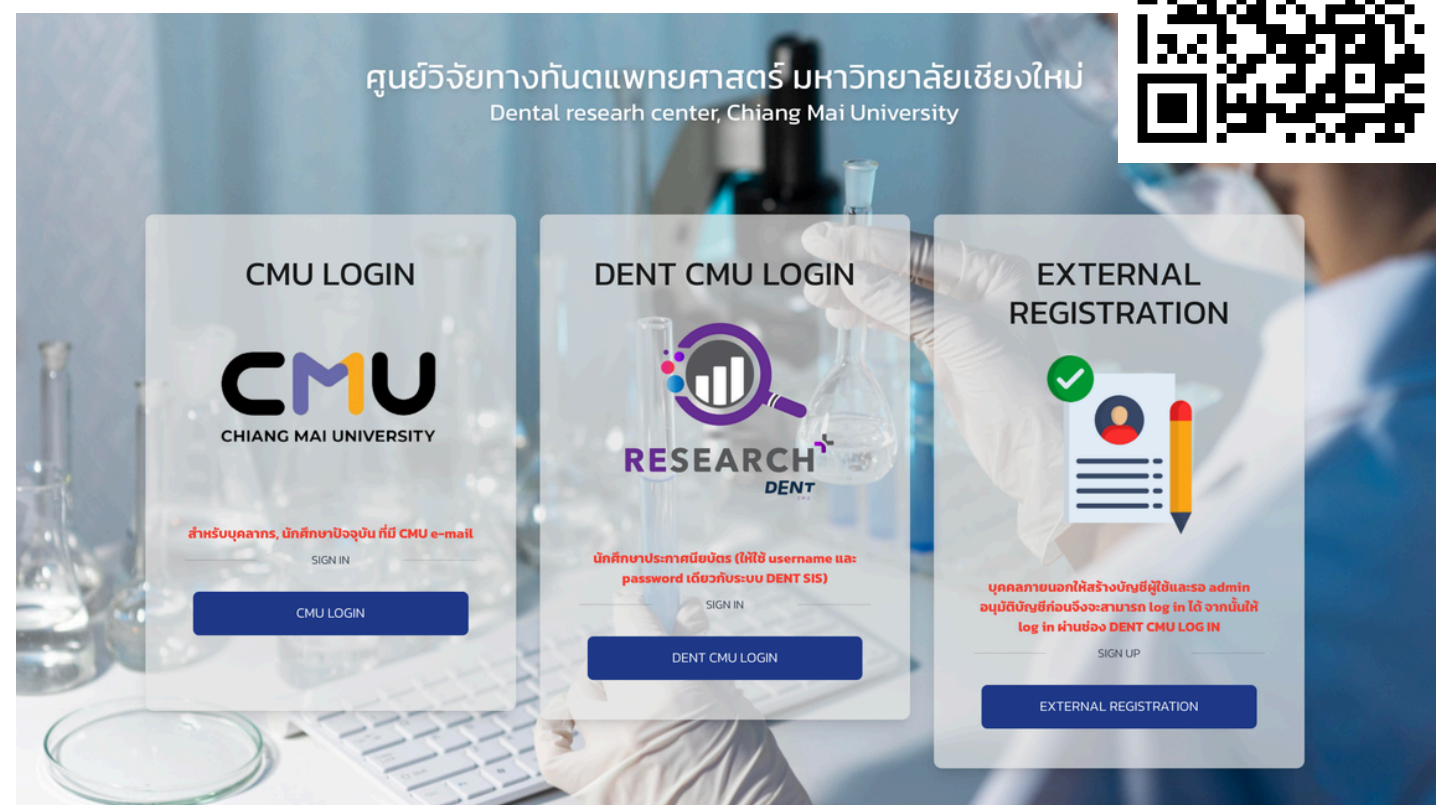 ศูนย์วิจัยทางทันตแพทยศาสตร์ มหาวิทยาลัยเชียงใหม่
Dental researh center, Chiang Mai University
CMU LOGIN
CMU
CHIANG MAI UNIVERSITY
สำหรับบุคลากร, นักศึกษาปัจจุบัน ที่มี CMU e-mail
SIGN IN
CMU LOGIN
DENT CMU LOGIN
RESEARCH
DENT
นักศึกษาประกาศนียบัตร (ให้ใช้ username และ
password เดียวกับระบบ DENT SIS)
SIGN IN
DENT CMU LOGIN
EXTERNAL
REGISTRATION
บุคคลภายนอกให้สร้างบัญชีผู้ใช้และรอ admin
อนุมัติบัญชีก่อนจึงจะสามารถ log in ได้ จากนั้นให้
log in ผ่านช่อง DENT CMU LOG IN
SIGN UP
EXTERNAL REGISTRATION